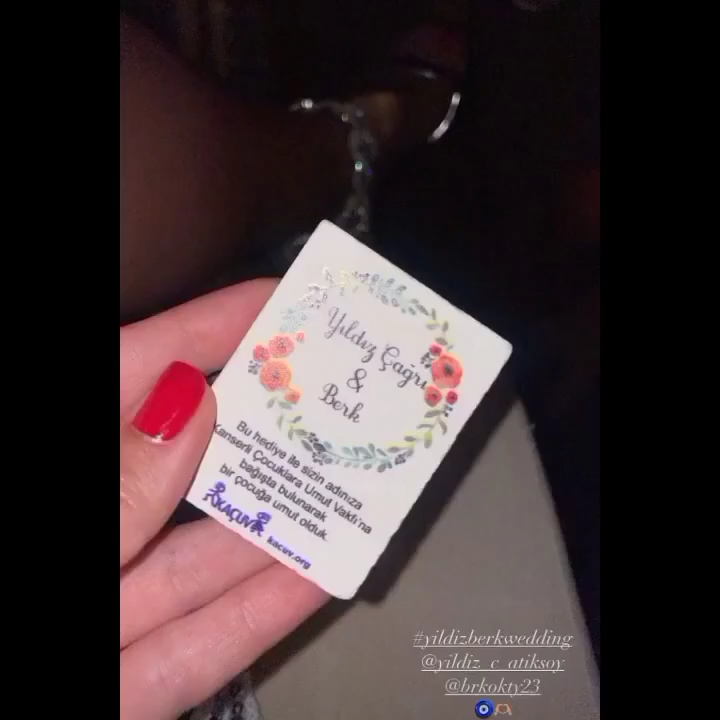 Yıldız Çağrı
&
Berk
Bu hediye ile sizin adınıza
Kanserli Çocuklara Umut Vakfı'na
bağışta bulunarak
bir çocuğa umut olduk.
KAÇUV
kacuv.org
#yildizberkwedding
@yildiz_c_atiksoy
@brkokty23